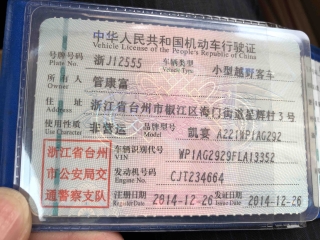 中华人民共和国机动车行驶证
Vehicle License of the People's Republic of China
号牌号码 浙J12555 车辆类型 小型越野客车
Plate No. Vehicle Type
所有人 管康富
Owner
住址 浙江省台州市椒江区海门街道星辉村3号
Address
使用性质 非营运 品牌型号 凯宴 A221WP1AG292
Use Character Model
浙江省台州市公安局交通警察支队
车辆识别代号 WP1AG2929FLA13352
VIN
发动机号码 CJT234664
Engine No.
注册日期 2014-12-26 发证日期 2014-12-26
Register Date Issue Date